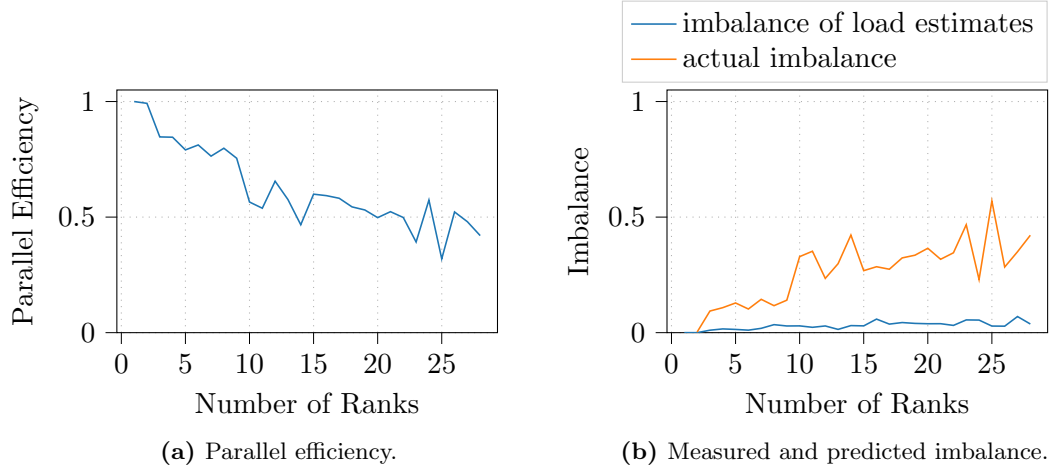 imbalance of load estimates
actual imbalance
1
0.5
0
Parallel Efficiency
0 5 10 15 20 25
Number of Ranks
(a) Parallel efficiency.
1
0.5
0
Imbalance
0 5 10 15 20 25
Number of Ranks
(b) Measured and predicted imbalance.